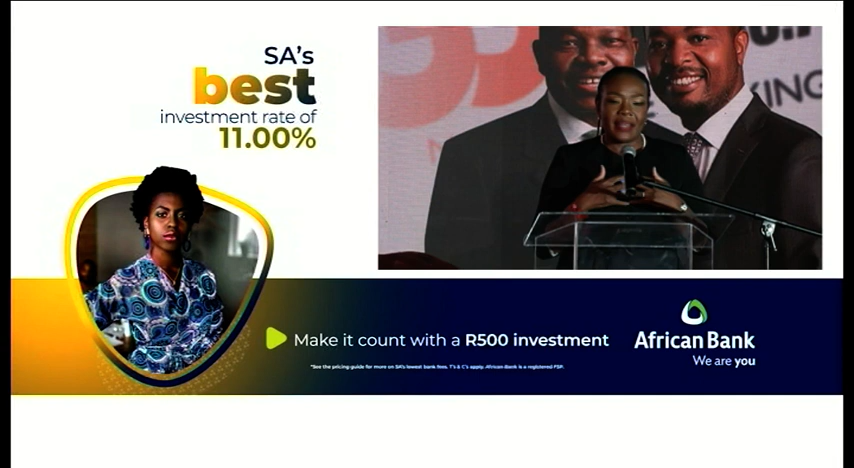 SA's
best
investment rate of
11.00%
KING
Make it count with a R500 investment
African Bank
We are you
*See the pricing guide for more on SA's lowest bank fees. T's & C's apply. African Bank is a registered FSP.